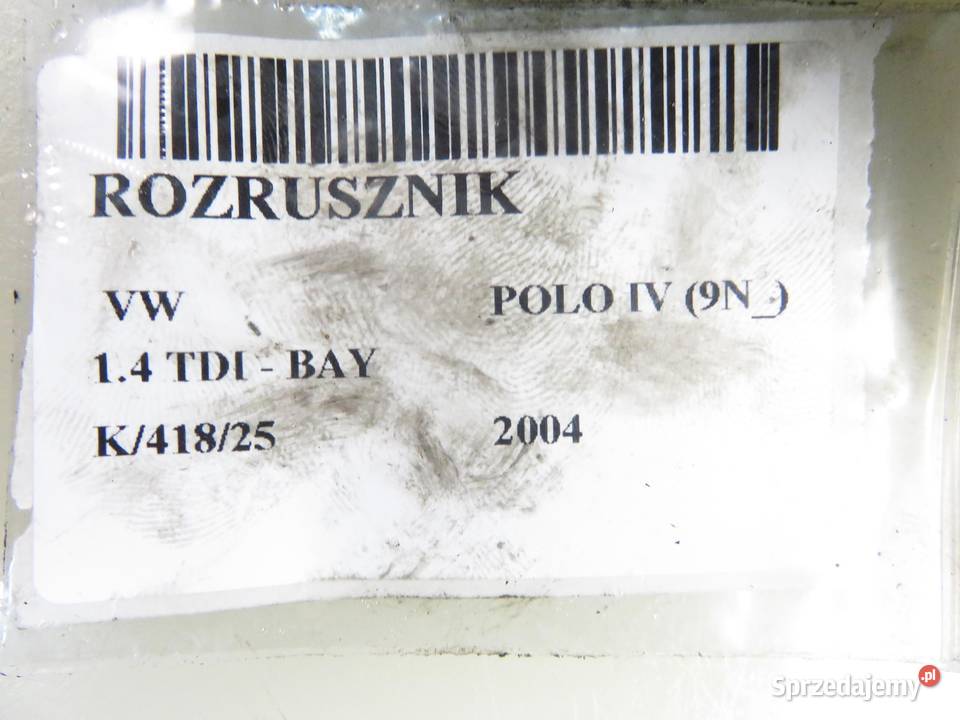 ROZRUSZNIK
VW POLO IV (9N_)
1.4 TDI - BAY
K/418/25 2004
Sprzedajemy.pl